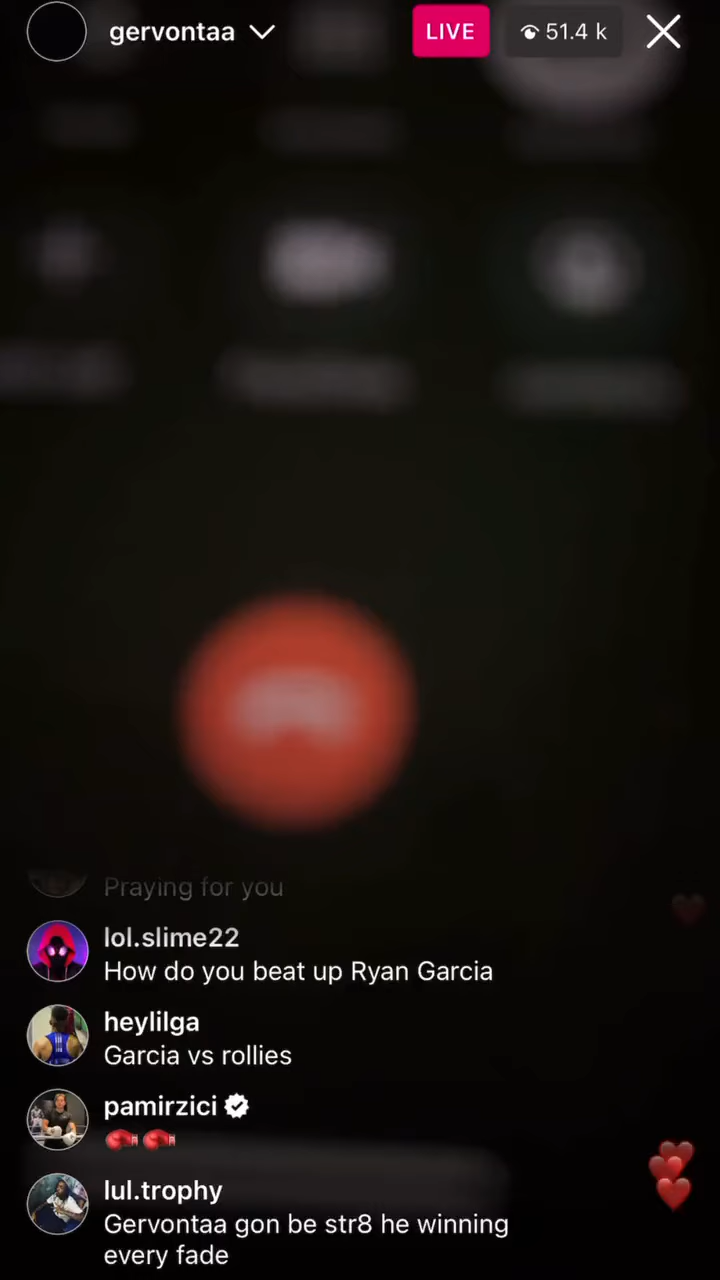 gervontaa
LIVE
51.4 k
Praying for you
lol.slime22
How do you beat up Ryan Garcia
heylilga
Garcia vs rollies
pamirzici
🥊🥊
lul.trophy
Gervontaa gon be str8 he winning
every fade